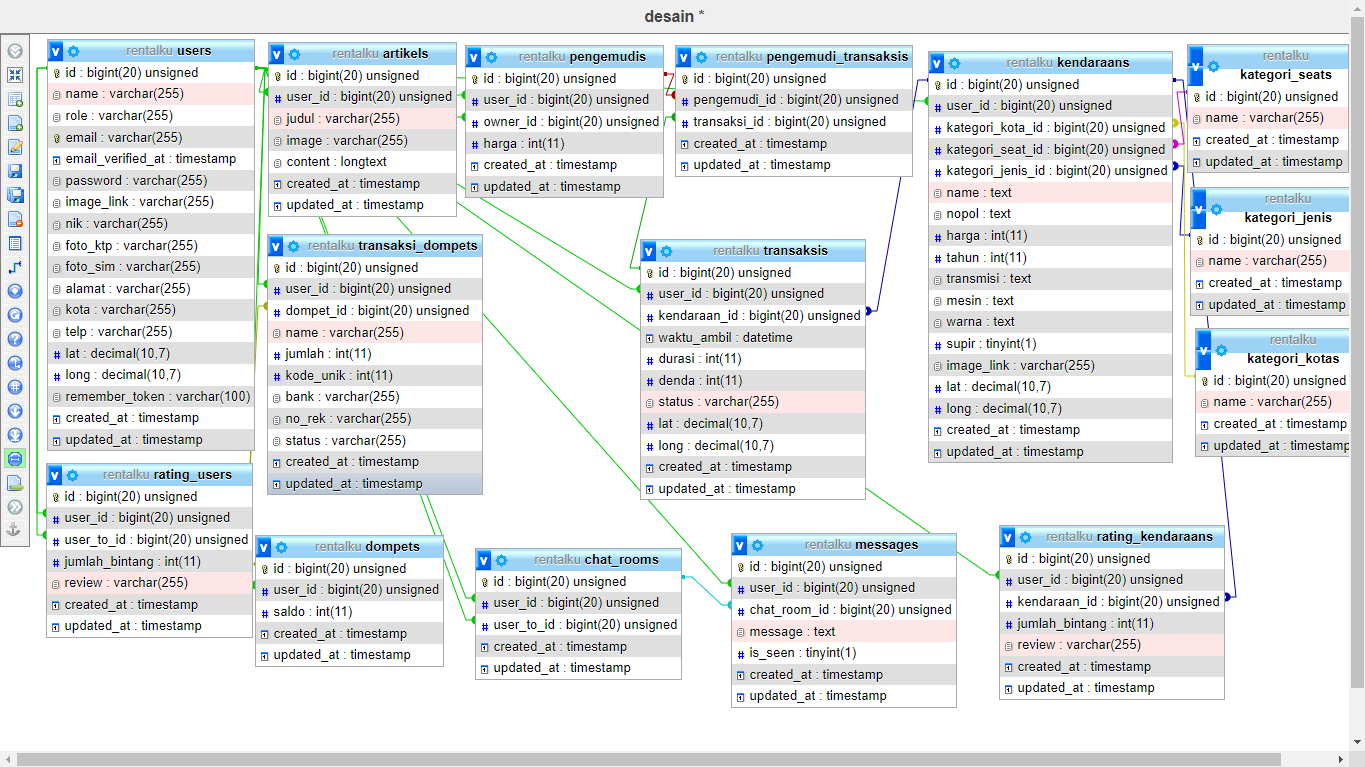 desain *
rentalku users
id : bigint(20) unsigned
name : varchar(255)
role : varchar(255)
email : varchar(255)
email_verified_at : timestamp
password : varchar(255)
image_link : varchar(255)
nik : varchar(255)
foto_ktp : varchar(255)
foto_sim : varchar(255)
alamat : varchar(255)
kota : varchar(255)
telp : varchar(255)
lat : decimal(10,7)
long : decimal(10,7)
remember_token : varchar(100)
created_at : timestamp
updated_at : timestamp
rentalku artikels
id : bigint(20) unsigned
user_id : bigint(20) unsigned
judul : varchar(255)
image : varchar(255)
content : longtext
created_at : timestamp
updated_at : timestamp
rentalku pengemudis
id : bigint(20) unsigned
user_id : bigint(20) unsigned
owner_id : bigint(20) unsigned
harga : int(11)
created_at : timestamp
updated_at : timestamp
rentalku pengemudi_transaksis
id : bigint(20) unsigned
pengemudi_id : bigint(20) unsigned
transaksi_id : bigint(20) unsigned
created_at : timestamp
updated_at : timestamp
rentalku kendaraans
id : bigint(20) unsigned
user_id : bigint(20) unsigned
kategori_kota_id : bigint(20) unsigned
kategori_seat_id : bigint(20) unsigned
kategori_jenis_id : bigint(20) unsigned
name : text
nopol : text
harga : int(11)
tahun : int(11)
transmisi : text
mesin : text
warna : text
supir : tinyint(1)
image_link : varchar(255)
lat : decimal(10,7)
long : decimal(10,7)
created_at : timestamp
updated_at : timestamp
rentalku
kategori_seats
id : bigint(20) unsigned
name : varchar(255)
created_at : timestamp
updated_at : timestamp
rentalku
kategori_jenis
id : bigint(20) unsigned
name : varchar(255)
created_at : timestamp
updated_at : timestamp
rentalku
kategori_kotas
id : bigint(20) unsigned
name : varchar(255)
created_at : timestamp
updated_at : timestamp
rentalku transaksi_dompets
id : bigint(20) unsigned
user_id : bigint(20) unsigned
dompet_id : bigint(20) unsigned
name : varchar(255)
jumlah : int(11)
kode_unik : int(11)
bank : varchar(255)
no_rek : varchar(255)
status : varchar(255)
created_at : timestamp
updated_at : timestamp
rentalku transaksis
id : bigint(20) unsigned
user_id : bigint(20) unsigned
kendaraan_id : bigint(20) unsigned
waktu_ambil : datetime
durasi : int(11)
denda : int(11)
status : varchar(255)
lat : decimal(10,7)
long : decimal(10,7)
created_at : timestamp
updated_at : timestamp
rentalku rating_users
id : bigint(20) unsigned
user_id : bigint(20) unsigned
user_to_id : bigint(20) unsigned
jumlah_bintang : int(11)
review : varchar(255)
created_at : timestamp
updated_at : timestamp
rentalku dompets
id : bigint(20) unsigned
user_id : bigint(20) unsigned
saldo : int(11)
created_at : timestamp
updated_at : timestamp
rentalku chat_rooms
id : bigint(20) unsigned
user_id : bigint(20) unsigned
user_to_id : bigint(20) unsigned
created_at : timestamp
updated_at : timestamp
rentalku messages
id : bigint(20) unsigned
user_id : bigint(20) unsigned
chat_room_id : bigint(20) unsigned
message : text
is_seen : tinyint(1)
created_at : timestamp
updated_at : timestamp
rentalku rating_kendaraans
id : bigint(20) unsigned
user_id : bigint(20) unsigned
kendaraan_id : bigint(20) unsigned
jumlah_bintang : int(11)
review : varchar(255)
created_at : timestamp
updated_at : timestamp